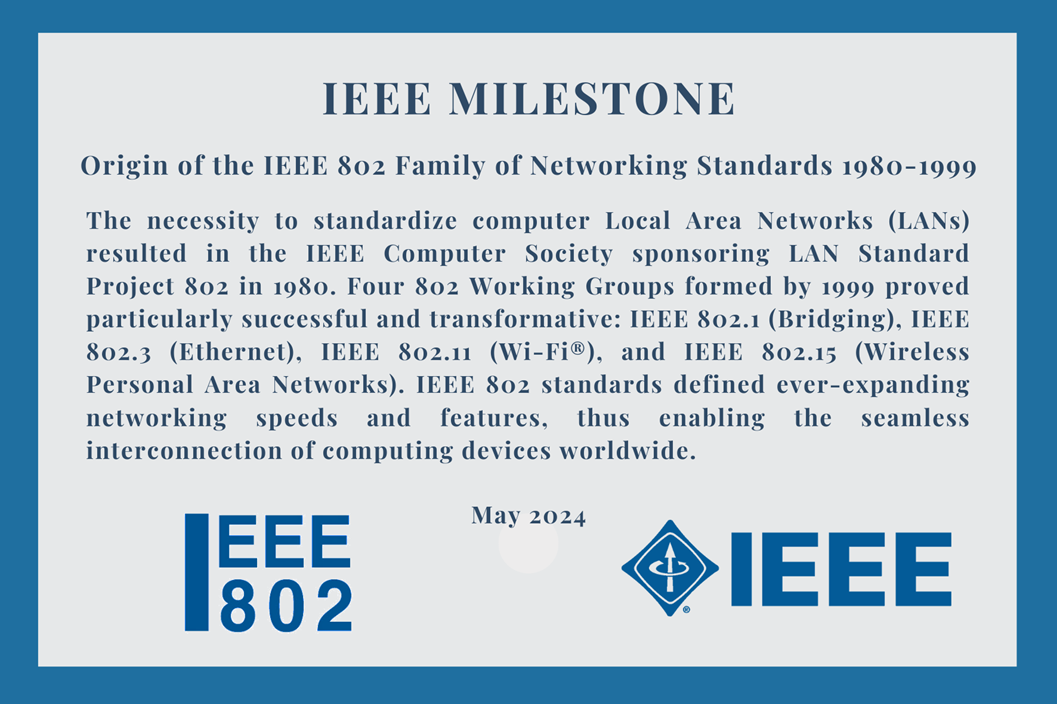 IEEE MILESTONE
Origin of the IEEE 802 Family of Networking Standards 1980-1999
The necessity to standardize computer Local Area Networks (LANs)
resulted in the IEEE Computer Society sponsoring LAN Standard
Project 802 in 1980. Four 802 Working Groups formed by 1999 proved
particularly successful and transformative: IEEE 802.1 (Bridging), IEEE
802.3 (Ethernet), IEEE 802.11 (Wi-Fi®), and IEEE 802.15 (Wireless
Personal Area Networks). IEEE 802 standards defined ever-expanding
networking speeds and features, thus enabling the seamless
interconnection of computing devices worldwide.
May 2024
IEEE
802
® IEEE